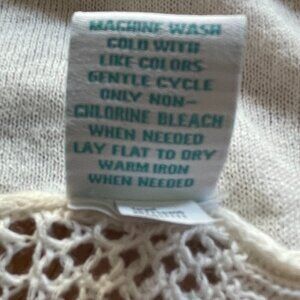 MACHINE WASH
COLD WITH
LIKE COLORS
GENTLE CYCLE
ONLY NON-
CHLORINE BLEACH
WHEN NEEDED
LAY FLAT TO DRY
WARM IRON
WHEN NEEDED